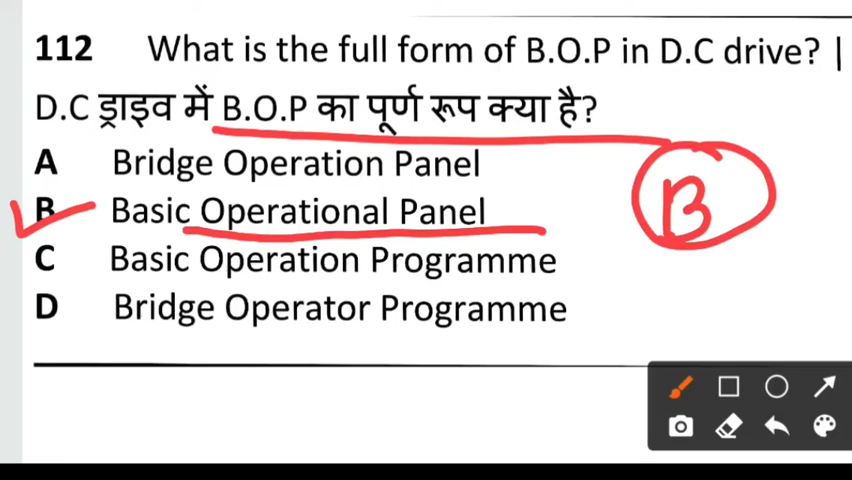 112 What is the full form of B.O.P in D.C drive? |
D.C ड्राइव में B.O.P का पूर्ण रूप क्या है?
A Bridge Operation Panel
B Basic Operational Panel
B
C Basic Operation Programme
D Bridge Operator Programme